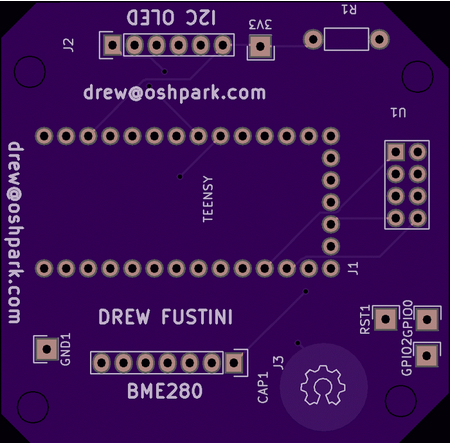 I2C OLED
J2
3V3
R1
drew@oshpark.com
U1
drew@oshpark.com
TEENSY
J1
DREW FUSTINI
RST1
GPIO0
GPIO2
GND1
J3
CAP1
BME280